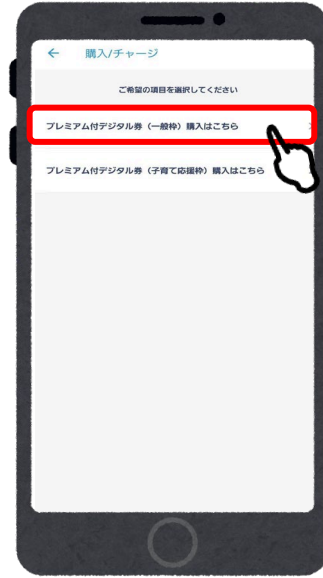 ← 購入/チャージ
ご希望の項目を選択してください
プレミアム付デジタル券（一般枠）購入はこちら
プレミアム付デジタル券（子育て応援枠）購入はこちら